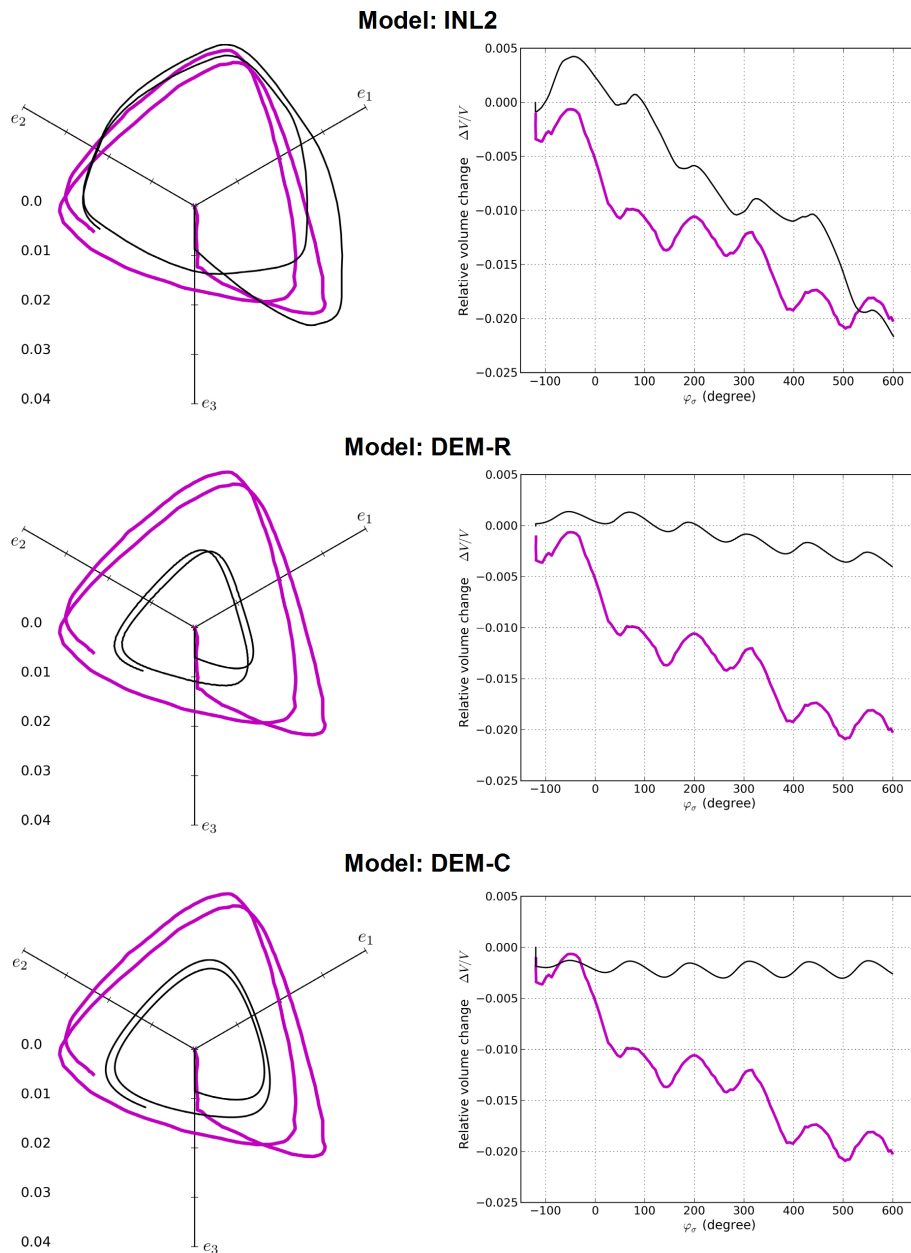 Model: INL2
e₁
e₂
0.0
0.01
0.02
0.03
0.04
e₃
0.005
0.000
−0.005
−0.010
−0.015
−0.020
−0.025
Relative volume change ΔV/V
−100 0 100 200 300 400 500 600
φσ (degree)
Model: DEM-R
e₁
e₂
0.0
0.01
0.02
0.03
0.04
e₃
0.005
0.000
−0.005
−0.010
−0.015
−0.020
−0.025
Relative volume change ΔV/V
−100 0 100 200 300 400 500 600
φσ (degree)
Model: DEM-C
e₁
e₂
0.0
0.01
0.02
0.03
0.04
e₃
0.005
0.000
−0.005
−0.010
−0.015
−0.020
−0.025
Relative volume change ΔV/V
−100 0 100 200 300 400 500 600
φσ (degree)